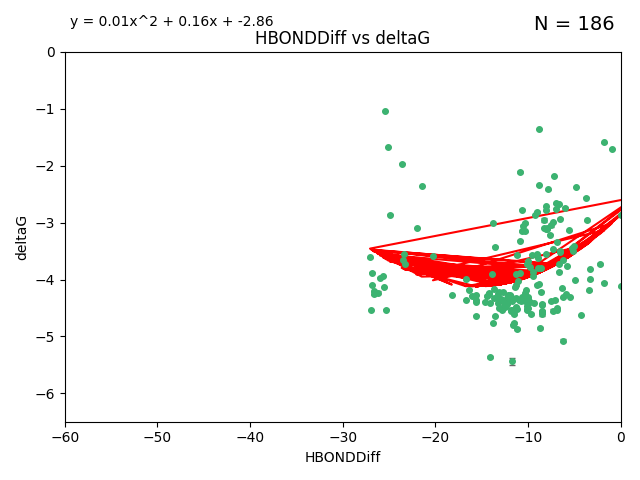 y = 0.01x^2 + 0.16x + -2.86
N = 186
HBONDDiff vs deltaG
0
−1
−2
−3
−4
−5
−6
deltaG
−60 −50 −40 −30 −20 −10 0
HBONDDiff